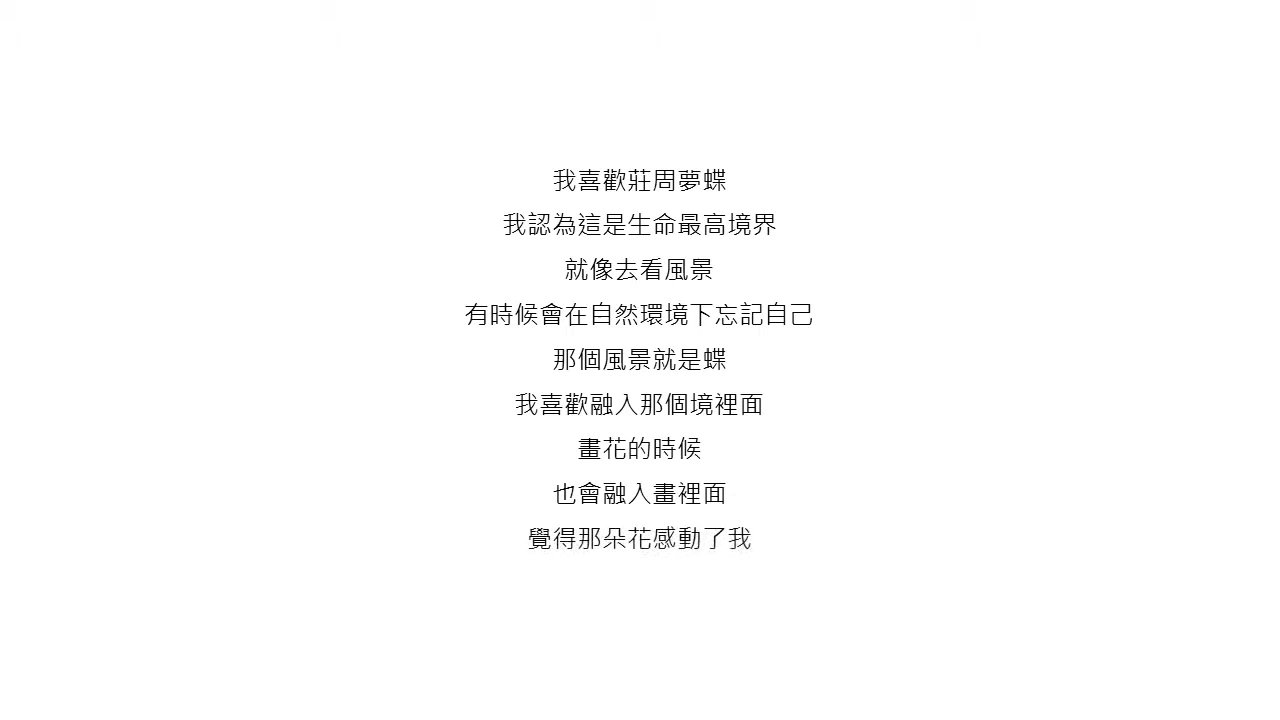 我喜歡莊周夢蝶
我認為這是生命最高境界
就像去看風景
有時候會在自然環境下忘記自己
那個風景就是蝶
我喜歡融入那個境裡面
畫花的時候
也會融入畫裡面
覺得那朵花感動了我